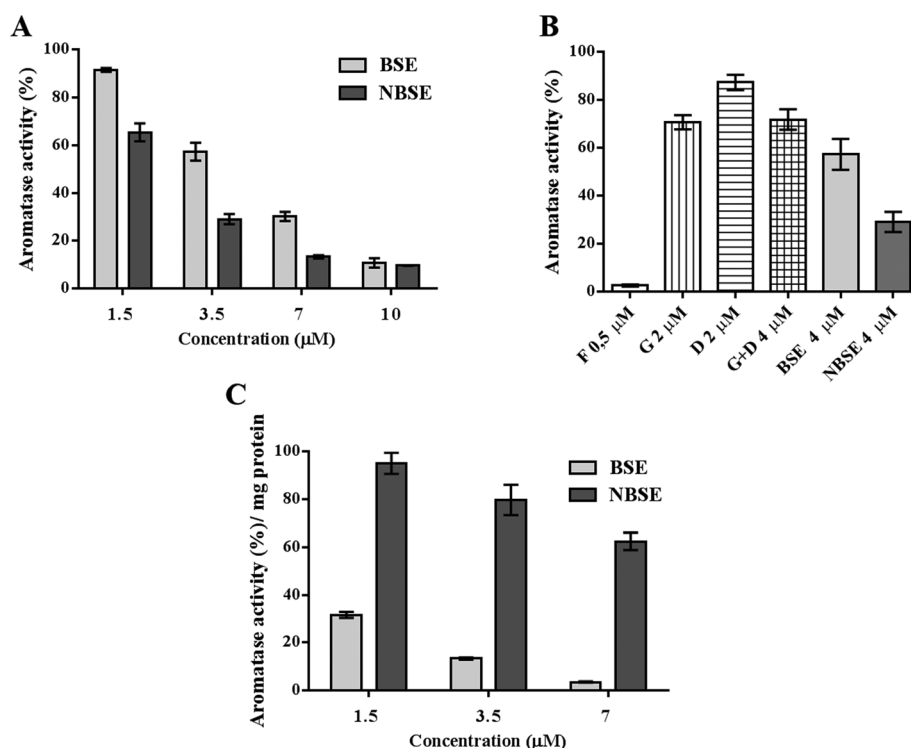 A
Aromatase activity (%)
100
80
60
40
20
0
BSE
NBSE
1.5 3.5 7 10
Concentration (μM)
B
Aromatase activity (%)
100
80
60
40
20
0
F 0,5 μM
G 2 μM
D 2 μM
G+D 4 μM
BSE 4 μM
NBSE 4 μM
C
Aromatase activity (%)/ mg protein
100
80
60
40
20
0
BSE
NBSE
1.5 3.5 7
Concentration (μM)